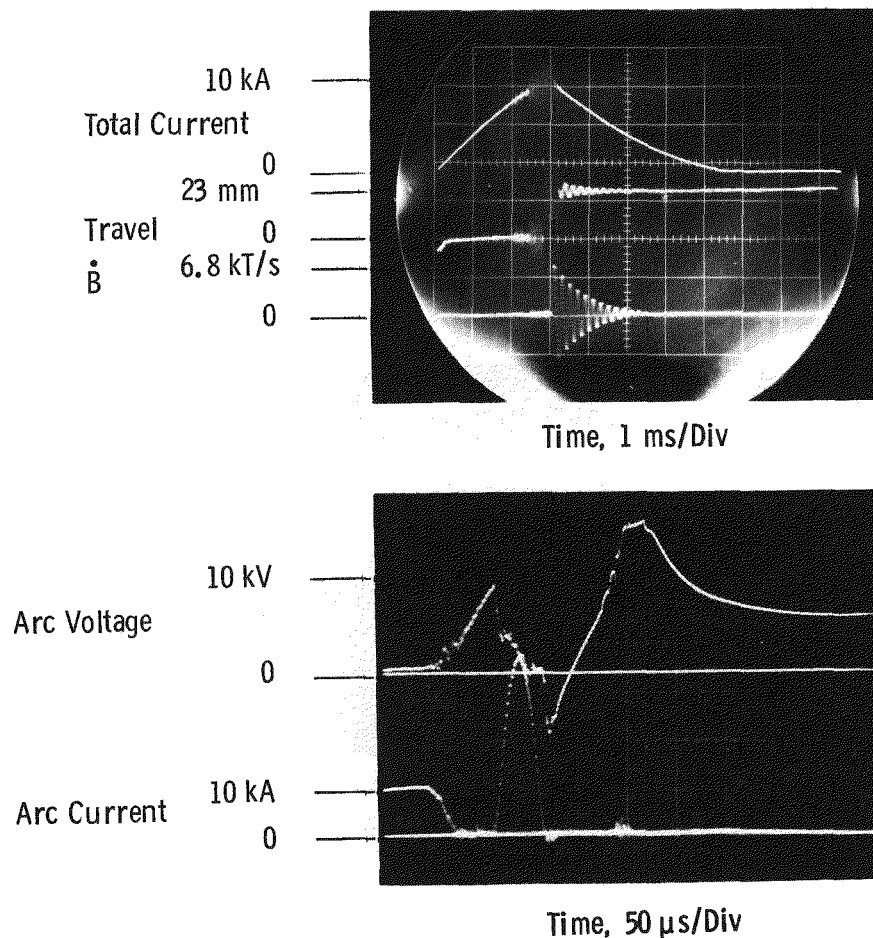 10 kA
Total Current
0
23 mm
Travel
0
Ḃ
6.8 kT/s
0
Time, 1 ms/Div
10 kV
Arc Voltage
0
10 kA
Arc Current
0
Time, 50 μs/Div